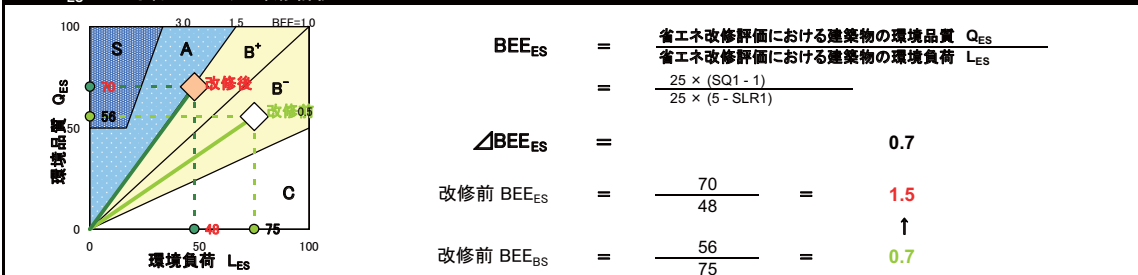 3.0 1.5 BEE=1.0
100
S A B+
70 改修後 B-
56 改修前 0.5
50
C
0 48 75
0 50 100
環境品質 QES
環境負荷 LES
BEEES = 省エネ改修評価における建築物の環境品質 QES
省エネ改修評価における建築物の環境負荷 LES
= 25 × (SQ1 - 1)
25 × (5 - SLR1)
⊿BEEES = 0.7
改修前 BEEES = 70 = 1.5
48
↑
改修前 BEEBS = 56 = 0.7
75